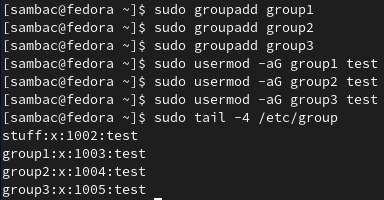 [sambac@fedora ~]$ sudo groupadd group1
[sambac@fedora ~]$ sudo groupadd group2
[sambac@fedora ~]$ sudo groupadd group3
[sambac@fedora ~]$ sudo usermod -aG group1 test
[sambac@fedora ~]$ sudo usermod -aG group2 test
[sambac@fedora ~]$ sudo usermod -aG group3 test
[sambac@fedora ~]$ sudo tail -4 /etc/group
stuff:x:1002:test
group1:x:1003:test
group2:x:1004:test
group3:x:1005:test